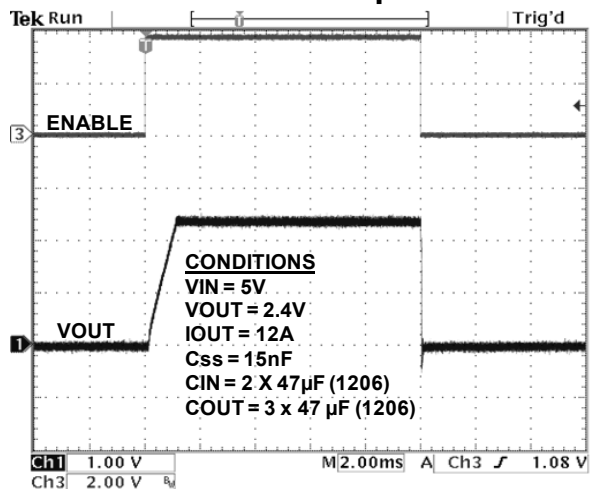 Tek Run Trig'd
T
T
ENABLE
3
CONDITIONS
VIN = 5V
VOUT = 2.4V
VOUT
IOUT = 12A
1
Css = 15nF
CIN = 2 X 47µF (1206)
COUT = 3 x 47 µF (1206)
Ch1 1.00 V M 2.00ms A Ch3 1.08 V
Ch3 2.00 V